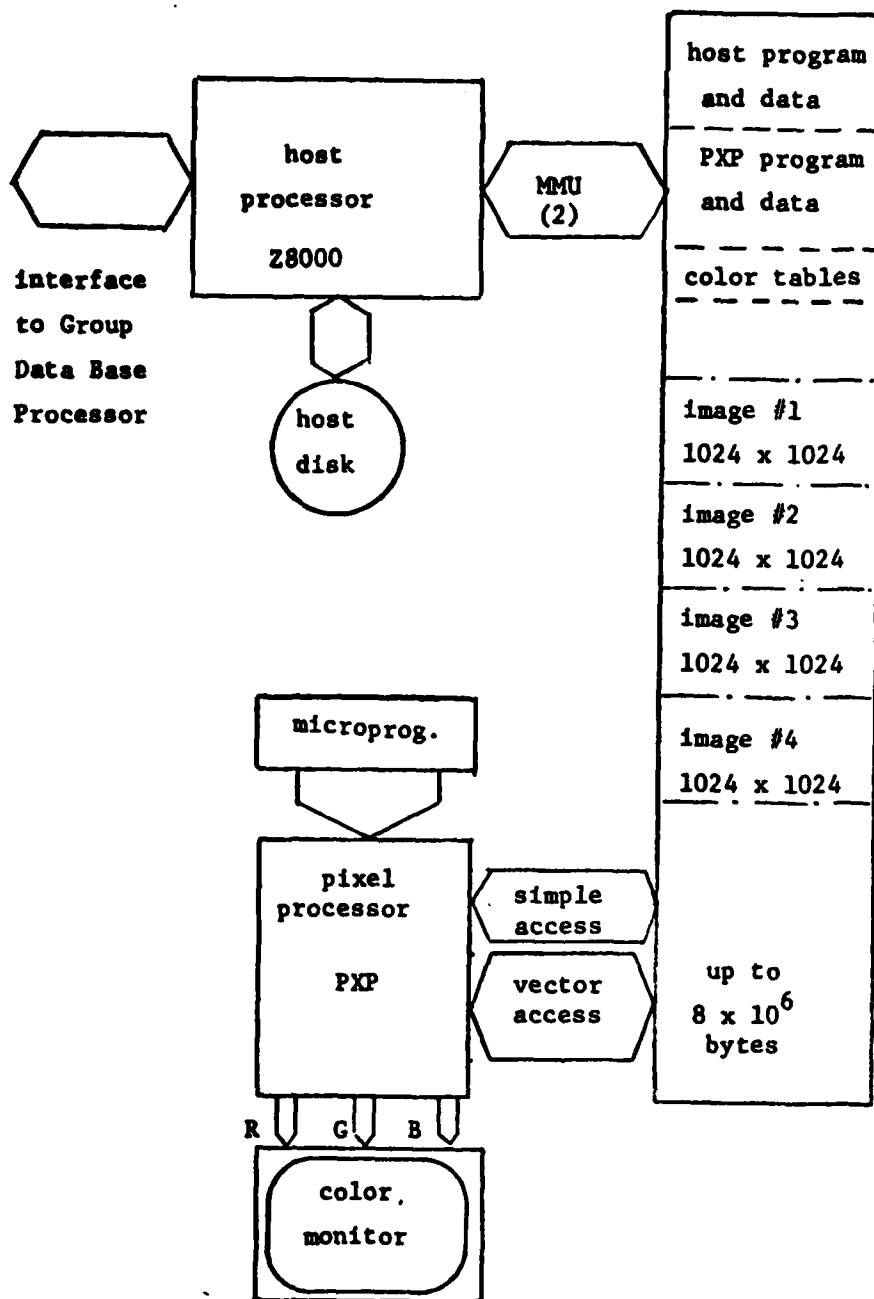 host program
and data
PXP program
and data
color tables
image #1
1024 x 1024
image #2
1024 x 1024
image #3
1024 x 1024
image #4
1024 x 1024
up to
8 x 10^6
bytes
host
processor
Z8000
MMU
(2)
interface
to Group
Data Base
Processor
host
disk
microprog.
pixel
processor
PXP
simple
access
vector
access
R G B
color
monitor